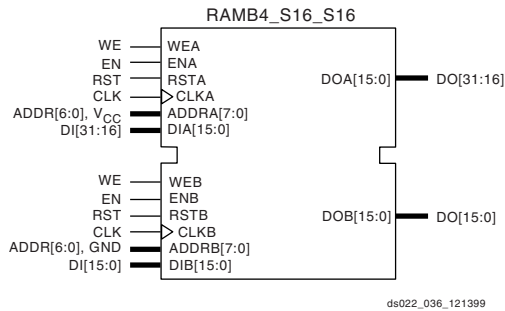 RAMB4_S16_S16
WE WEA
EN ENA
RST RSTA DOA[15:0] DO[31:16]
CLK CLKA
ADDR[6:0], VCC ADDRA[7:0]
DI[31:16] DIA[15:0]
WE WEB
EN ENB
RST RSTB DOB[15:0] DO[15:0]
CLK CLKB
ADDR[6:0], GND ADDRB[7:0]
DI[15:0] DIB[15:0]
ds022_036_121399